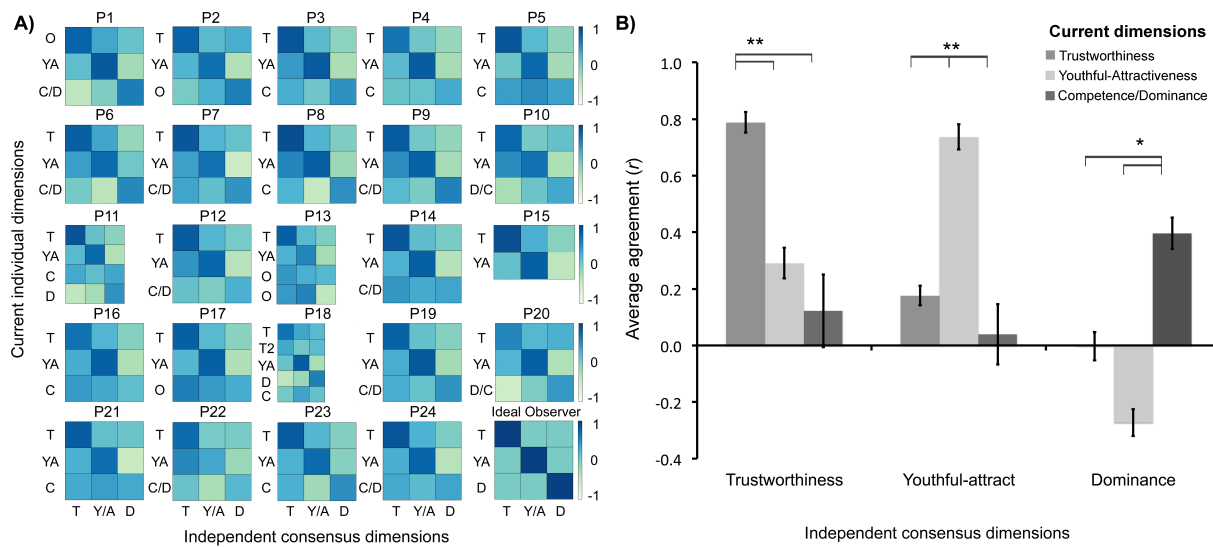 A)
Current individual dimensions
P1
P2
P3
P4
P5
O
YA
C/D
T
YA
O
T
YA
C
T
YA
C
T
YA
C
1
0
-1
P6
P7
P8
P9
P10
T
YA
C/D
T
YA
C/D
T
YA
C
T
YA
C/D
T
YA
D/C
1
0
-1
P11
P12
P13
P14
P15
T
YA
C
D
T
YA
C/D
T
YA
O
O
T
YA
C/D
T
YA
1
0
-1
P16
P17
P18
P19
P20
T
YA
C
T
YA
O
T
T2
YA
D
C
T
YA
C/D
T
YA
D/C
1
0
-1
P21
P22
P23
P24
Ideal Observer
T
YA
C
T
YA
C/D
T
YA
C
T
YA
C/D
T
YA
D
1
0
-1
T Y/A D
T Y/A D
T Y/A D
T Y/A D
T Y/A D
Independent consensus dimensions
B)
Current dimensions
Trustworthiness
Youthful-Attractiveness
Competence/Dominance
**
**
*
Average agreement (r)
0.8
0.6
0.4
0.2
0.0
-0.2
-0.4
Trustworthiness
Youthful-attract
Dominance
Independent consensus dimensions